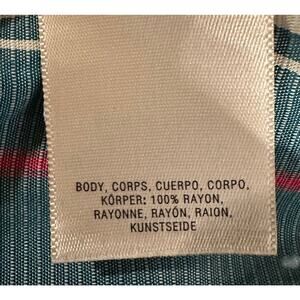 BODY, CORPS, CUERPO, CORPO,
KÖRPER: 100% RAYON,
RAYONNE, RAYÓN, RAION,
KUNSTSEIDE